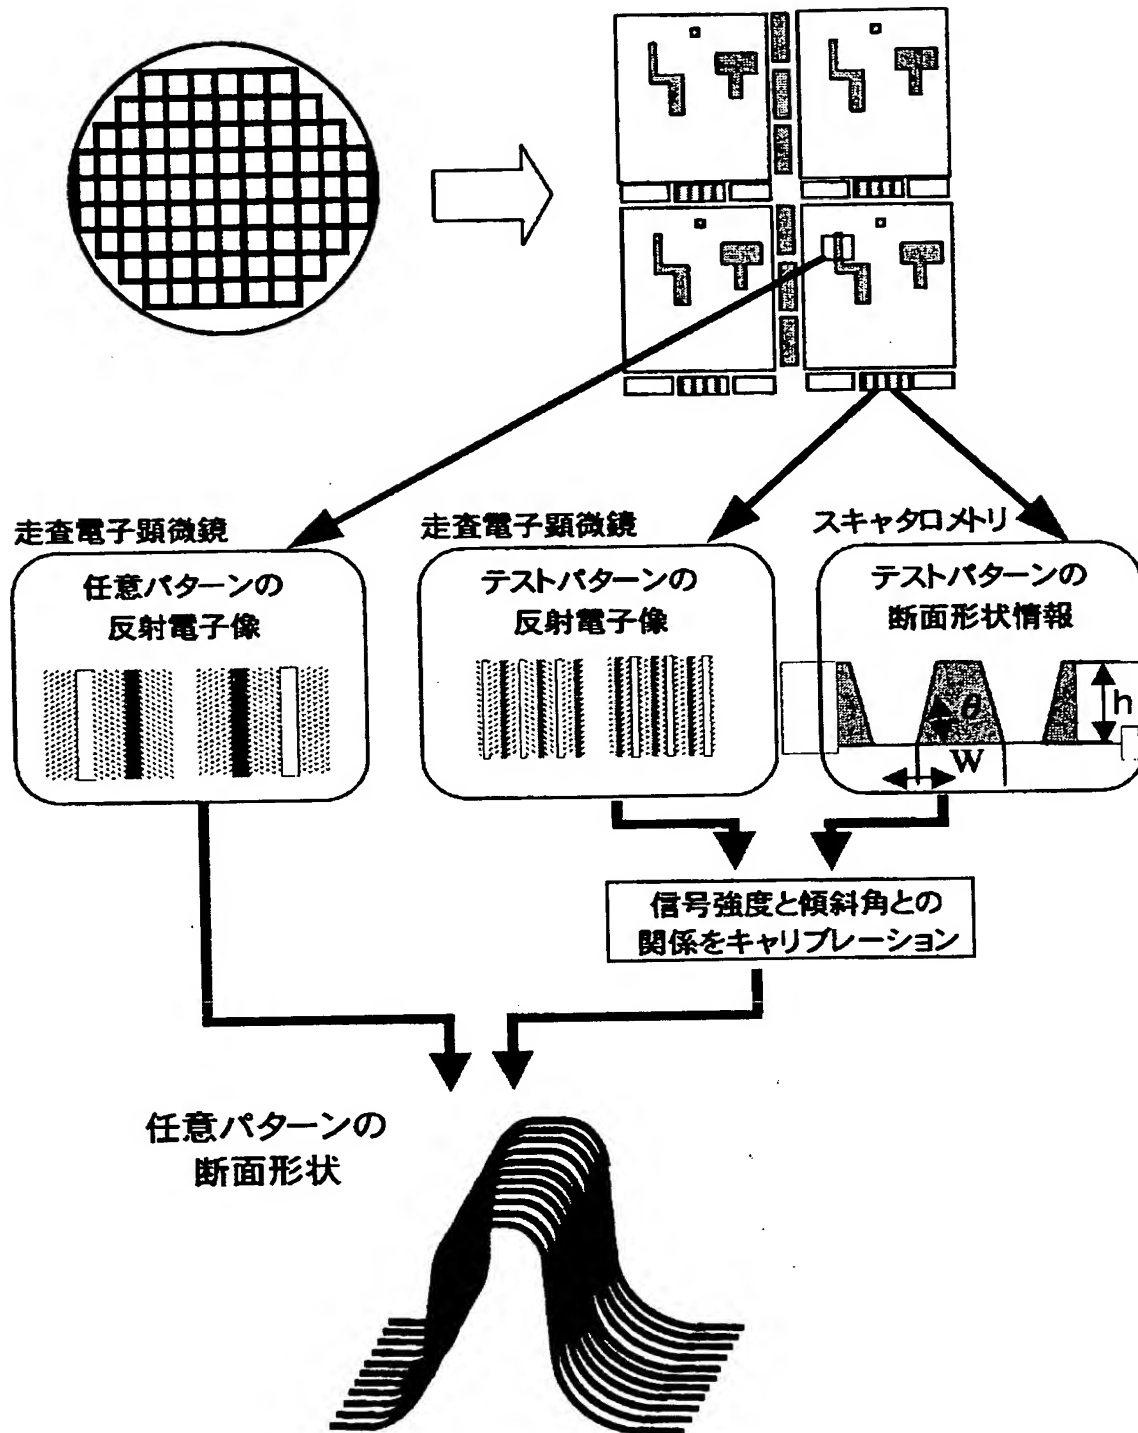 走査電子顕微鏡
任意パターンの
反射電子像
走査電子顕微鏡
テストパターンの
反射電子像
スキャタロメトリ
テストパターンの
断面形状情報
θ
h
W
信号強度と傾斜角との
関係をキャリブレーション
任意パターンの
断面形状